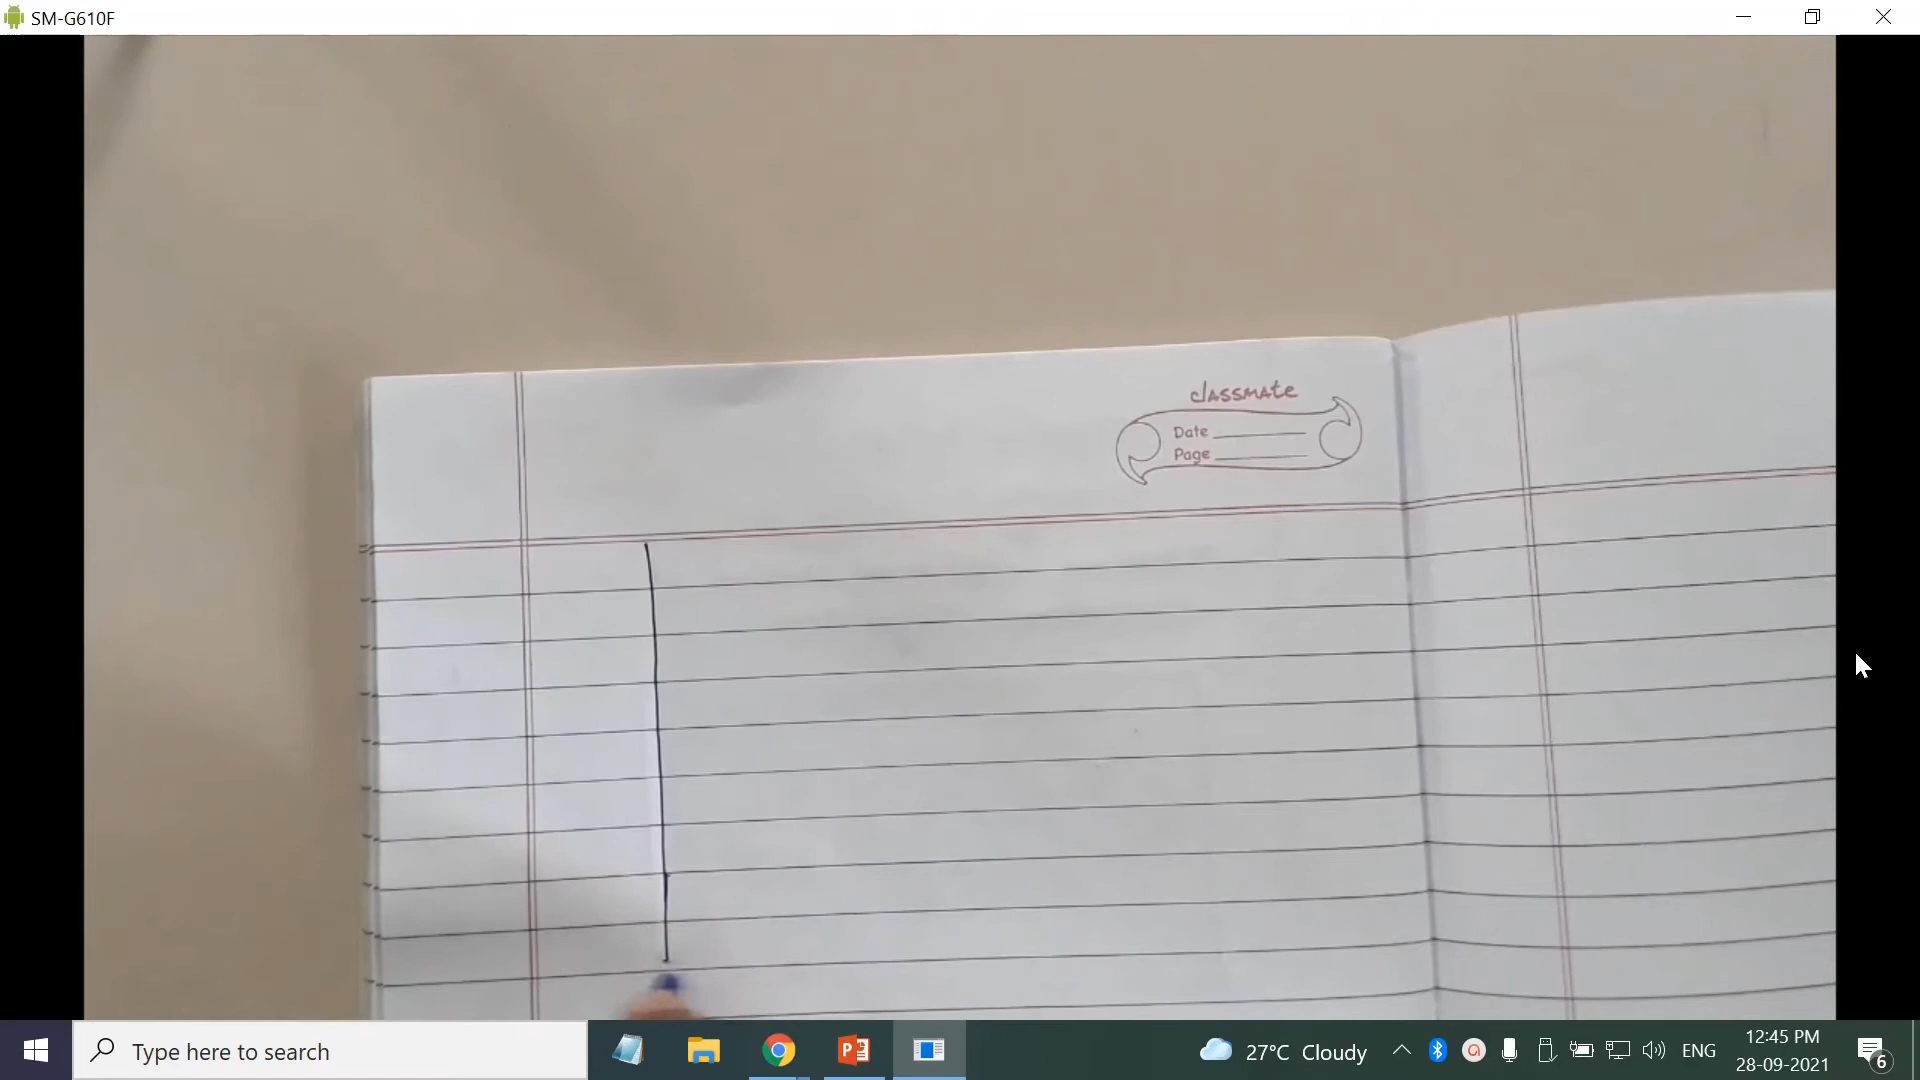 SM-G610F
classmate
Date
Page
Type here to search
27°C Cloudy
ENG
12:45 PM
28-09-2021
6